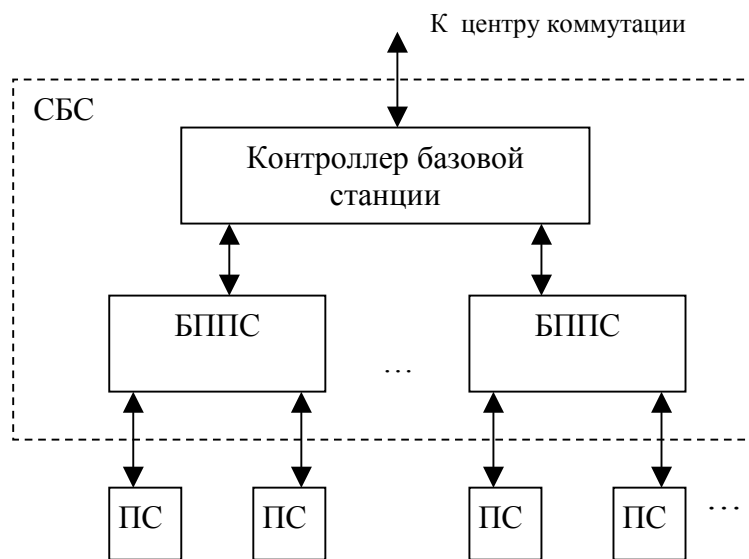 К центру коммутации
СБС
Контроллер базовой
станции
БППС
БППС
...
ПС
ПС
ПС
ПС
...